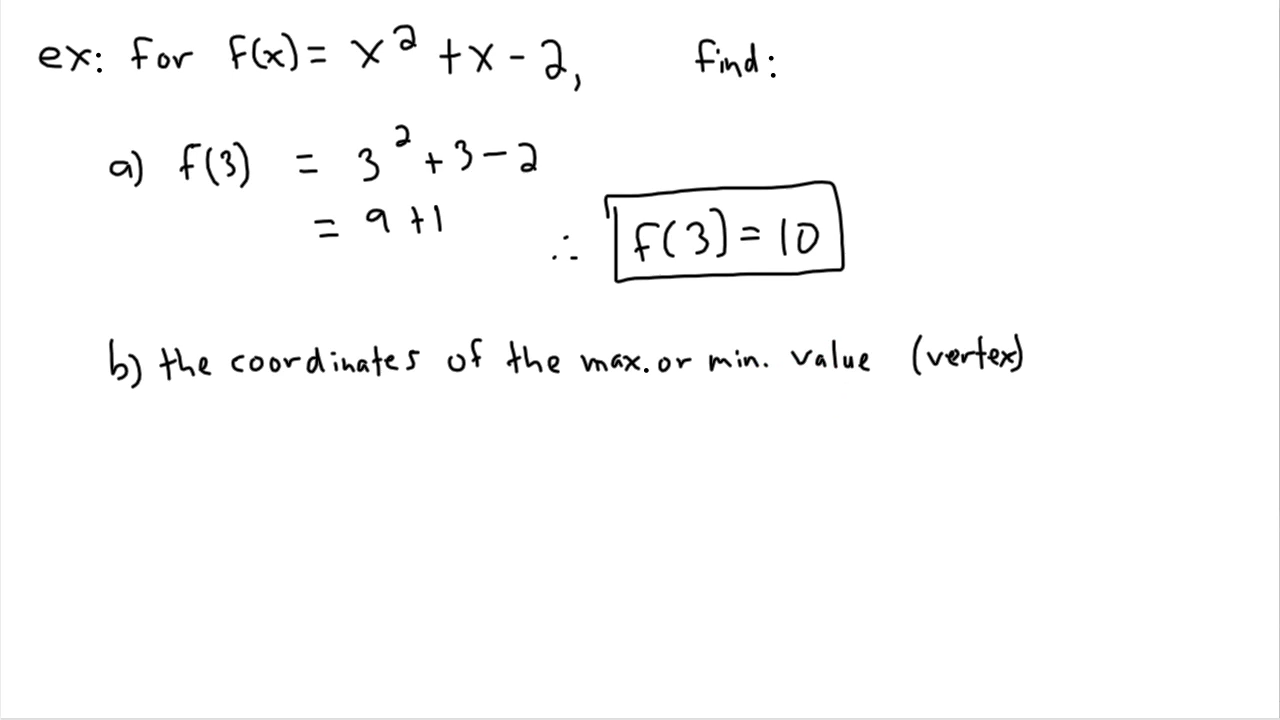 ex: For F(x) = x² + x - 2, find:
a) f(3) = 3² + 3 - 2
= 9 + 1
∴ F(3) = 10
b) the coordinates of the max. or min. value (vertex)